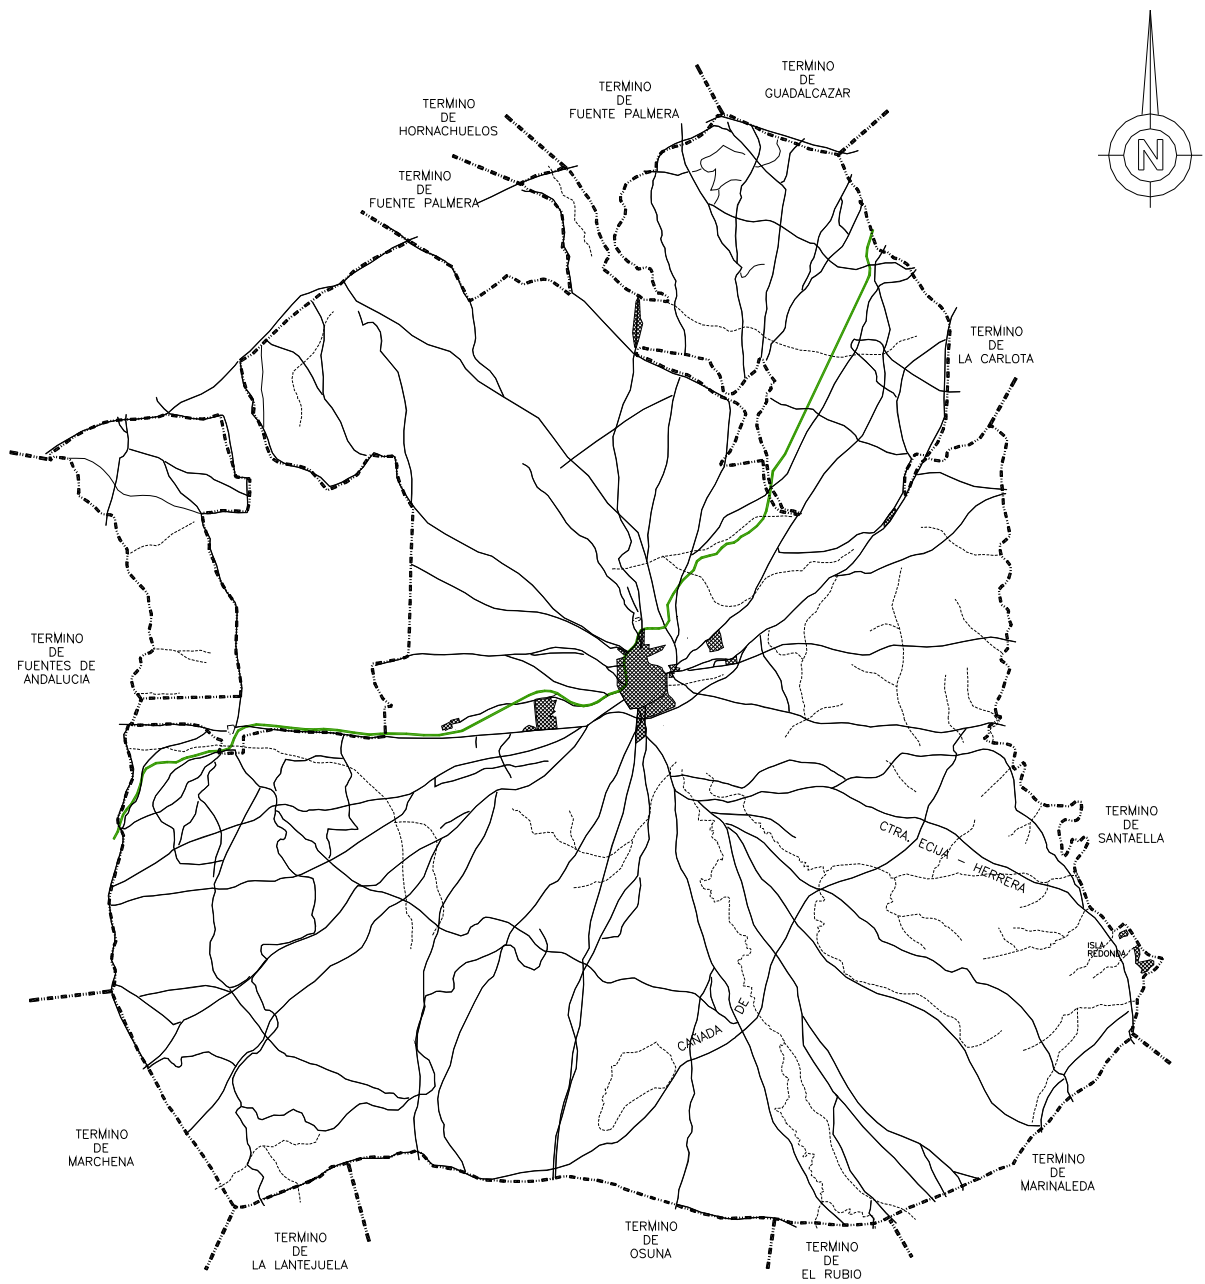 TERMINO
DE
GUADALCAZAR
TERMINO
DE
FUENTE PALMERA
TERMINO
DE
HORNACHUELOS
N
TERMINO
DE
FUENTE PALMERA
TERMINO
DE
LA CARLOTA
TERMINO
DE
FUENTES DE
ANDALUCIA
TERMINO
DE
SANTAELLA
CTRA. ECIJA - HERRERA
ISLA
REDONDA
CAÑADA DE
TERMINO
DE
MARCHENA
TERMINO
DE
MARINALEDA
TERMINO
DE
LA LANTEJUELA
TERMINO
DE
OSUNA
TERMINO
DE
EL RUBIO